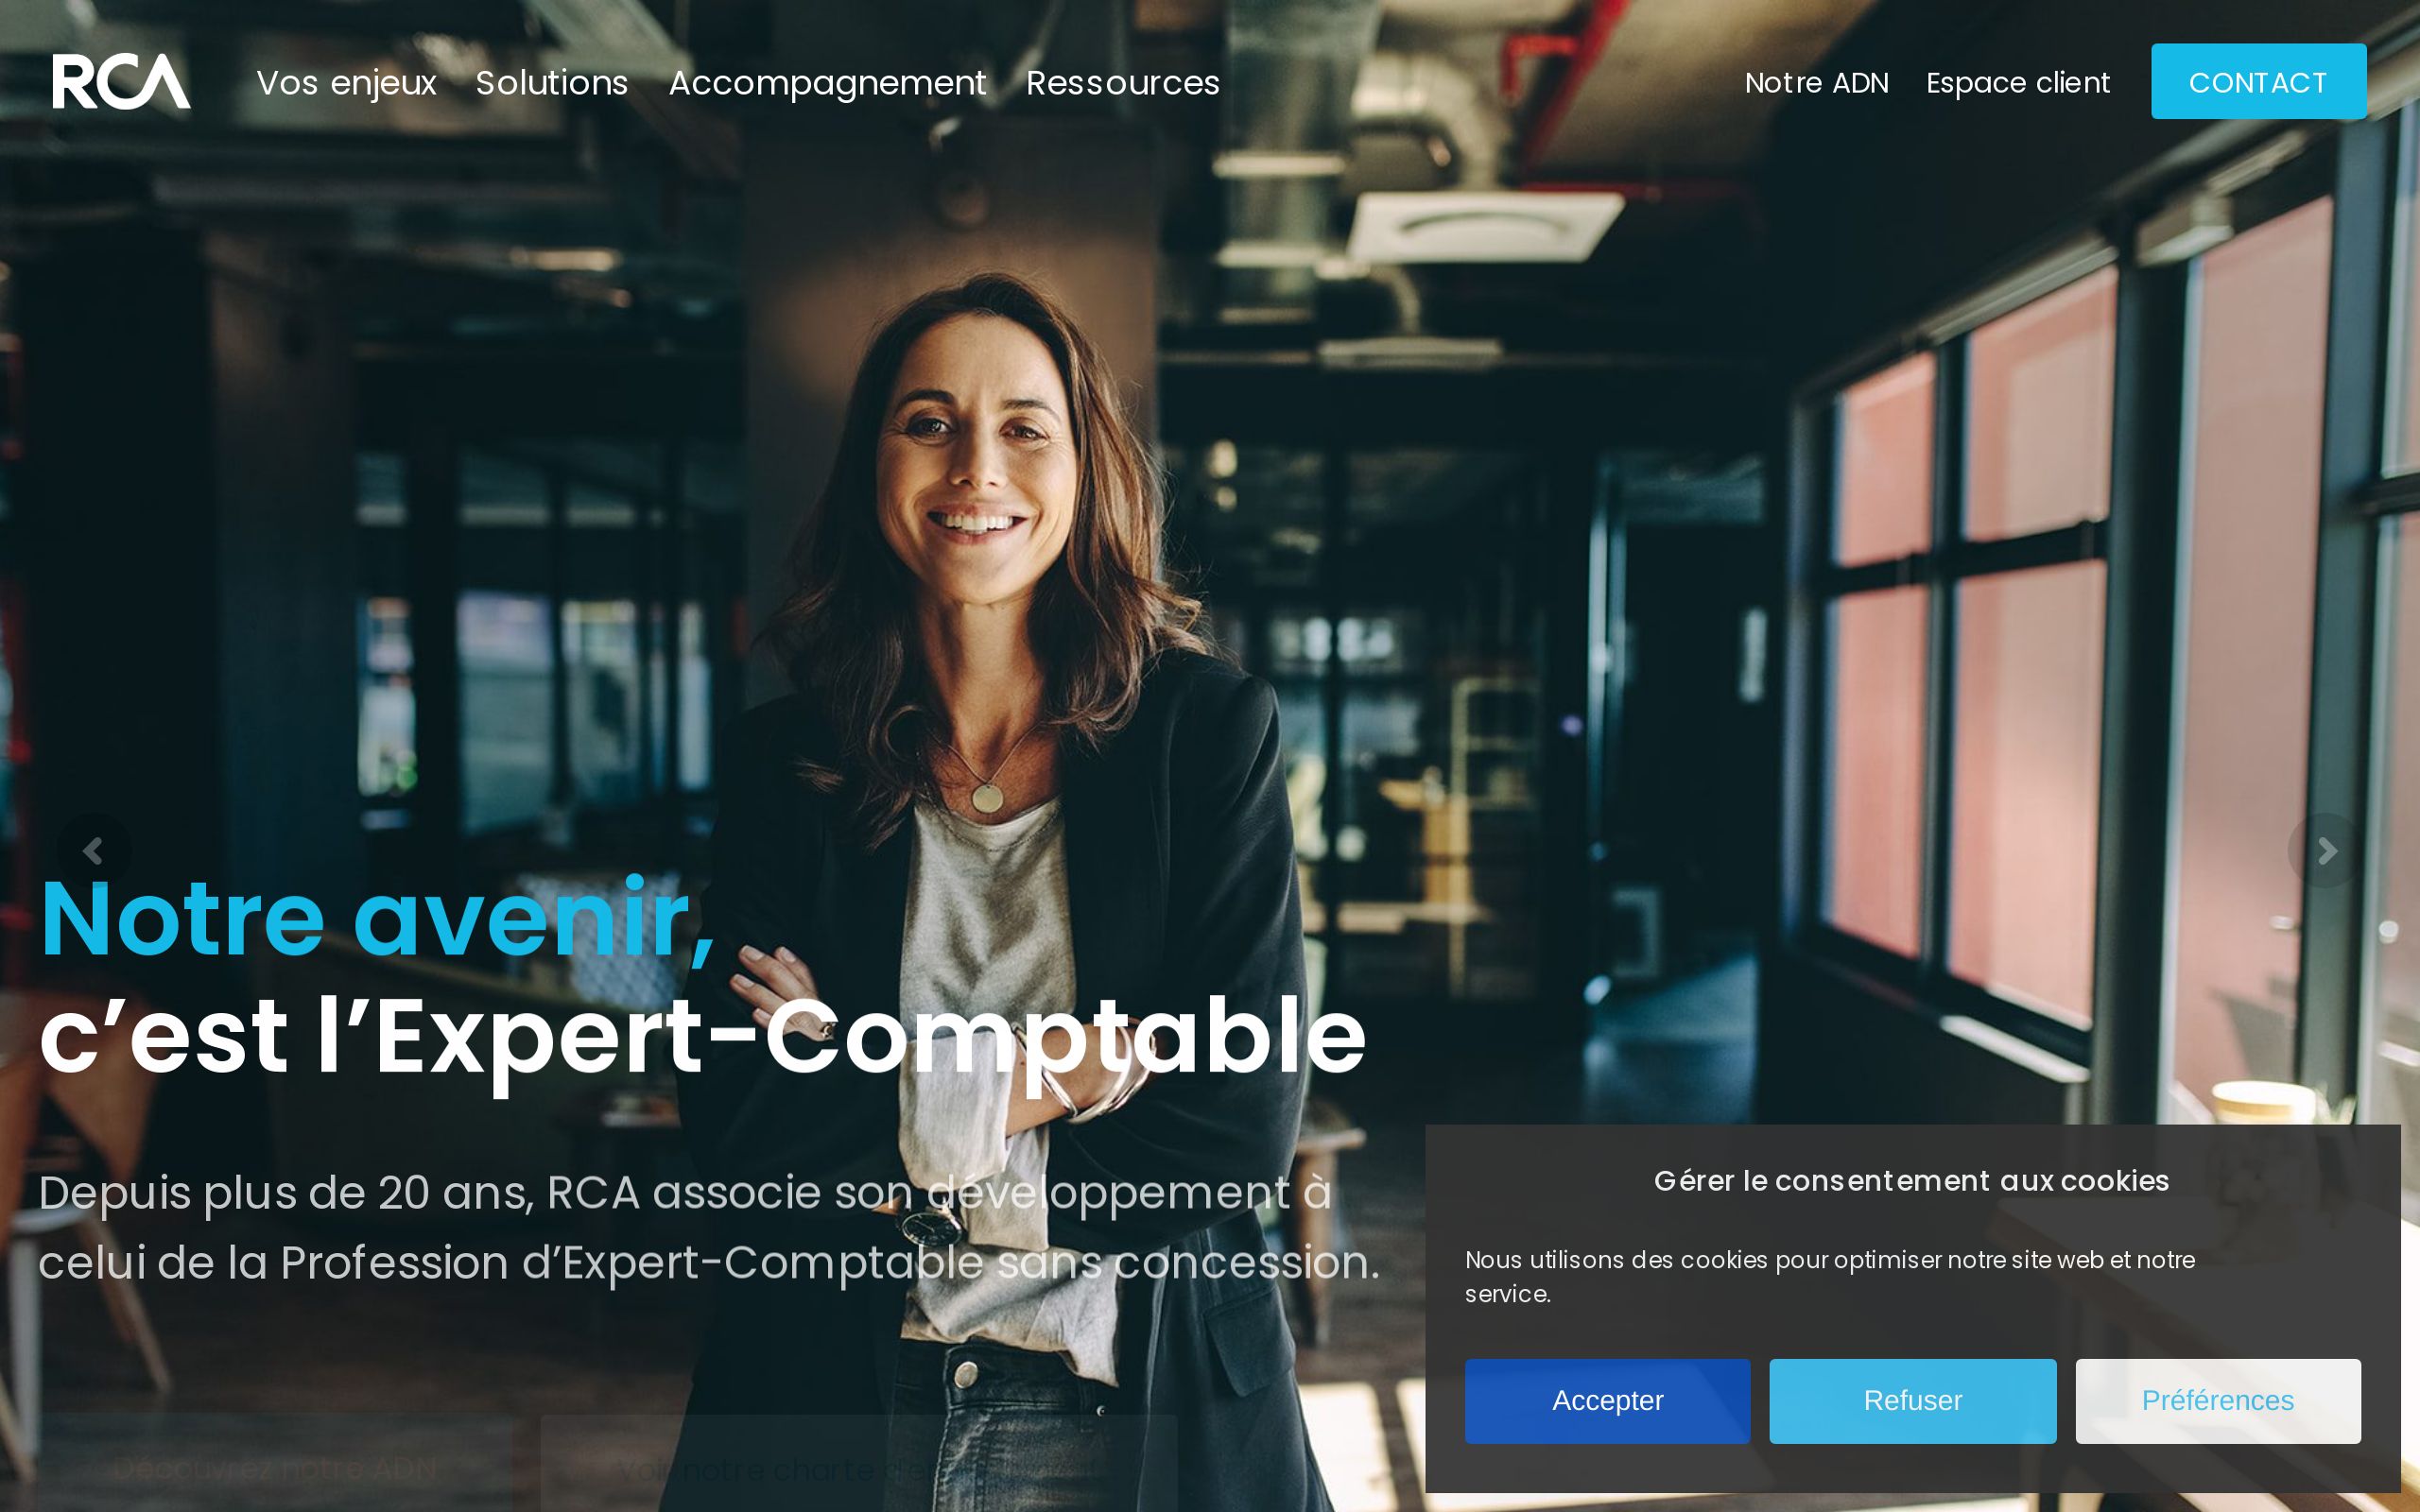 RCA
Vos enjeux
Solutions
Accompagnement
Ressources
Notre ADN
Espace client
CONTACT
Notre avenir,
c’est l’Expert-Comptable
Depuis plus de 20 ans, RCA associe son développement à
celui de la Profession d’Expert-Comptable sans concession.
Découvrez notre ADN
Voir notre charte
Gérer le consentement aux cookies
Nous utilisons des cookies pour optimiser notre site web et notre
service.
Accepter
Refuser
Préférences